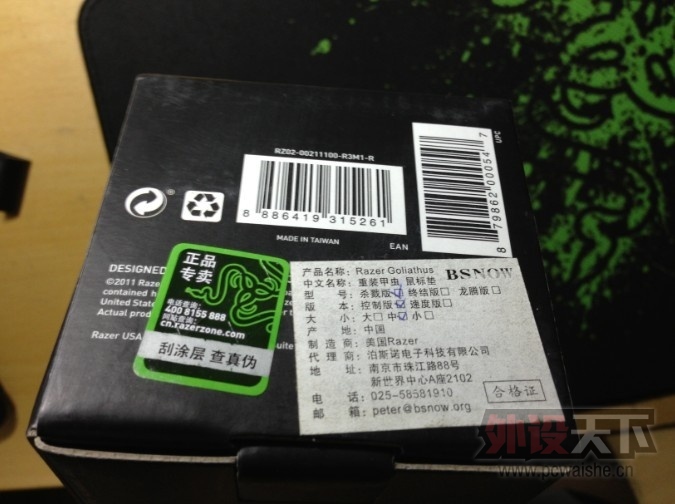 RZ02-00211100-R3M1-R
8 886419 315261
MADE IN TAIWAN
EAN
8 79862 00054 7
UPC
DESIGNED
©2011 Razer
contained h
United States
Actual produ
Razer USA
正品
专卖
电话查询:
400 8155 888
网站查询:
cn.razerzone.com
刮涂层 查真伪
产品名称: Razer Goliathus BSNOW
中文名称: 重装甲虫 鼠标垫
型 号: 杀戮版☑ 终结版□ 龙鳞版□
版 本: 控制版☑ 速度版□
大 小: 大□ 中☑ 小□
产 地: 中国
制 造 商: 美国Razer
代 理 商: 泊斯诺电子科技有限公司
地 址: 南京市珠江路88号
新世界中心A座2102
电 话: 025-58581910
邮 箱: peter@bsnow.org
合格证
外设天下
www.pcwaishe.cn